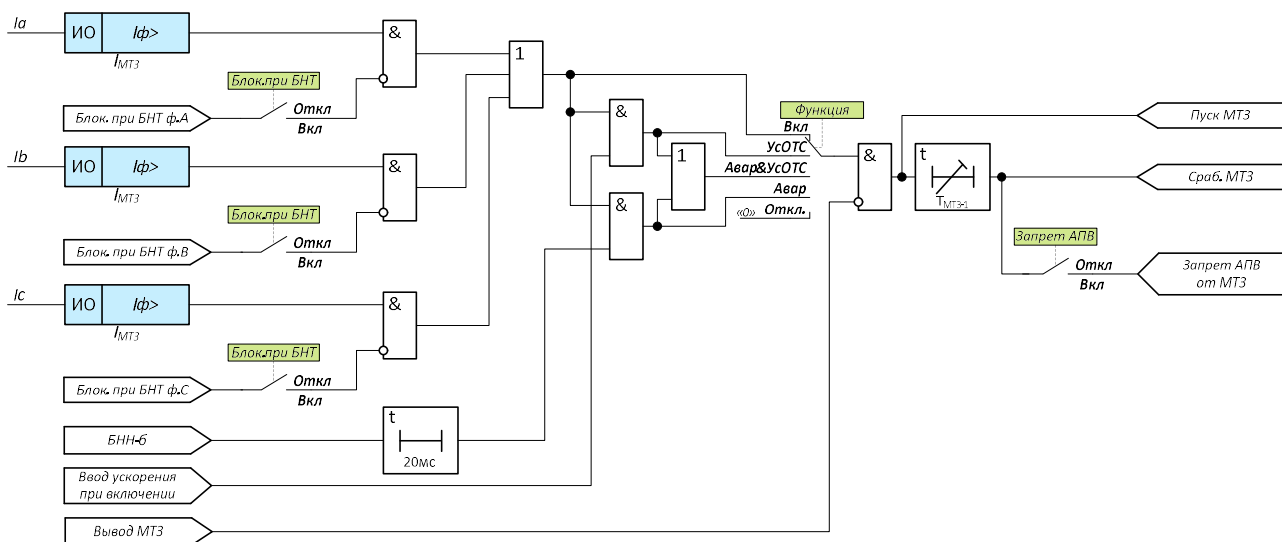 Ia
ИО
Iф>
IМТЗ
Блок.при БНТ
Блок. при БНТ ф.А
Откл
Вкл
&
1
Ib
ИО
Iф>
IМТЗ
Блок.при БНТ
Блок. при БНТ ф.В
Откл
Вкл
&
Ic
ИО
Iф>
IМТЗ
Блок.при БНТ
Блок. при БНТ ф.С
Откл
Вкл
&
БНН-б
t
20мс
Ввод ускорения
при включении
Вывод МТЗ
&
&
1
Функция
Вкл
УсОТС
Авар&УсОТС
Авар
«0» Откл.
&
t
TМТЗ-1
Пуск МТЗ
Сраб. МТЗ
Запрет АПВ
Откл
Вкл
Запрет АПВ
от МТЗ